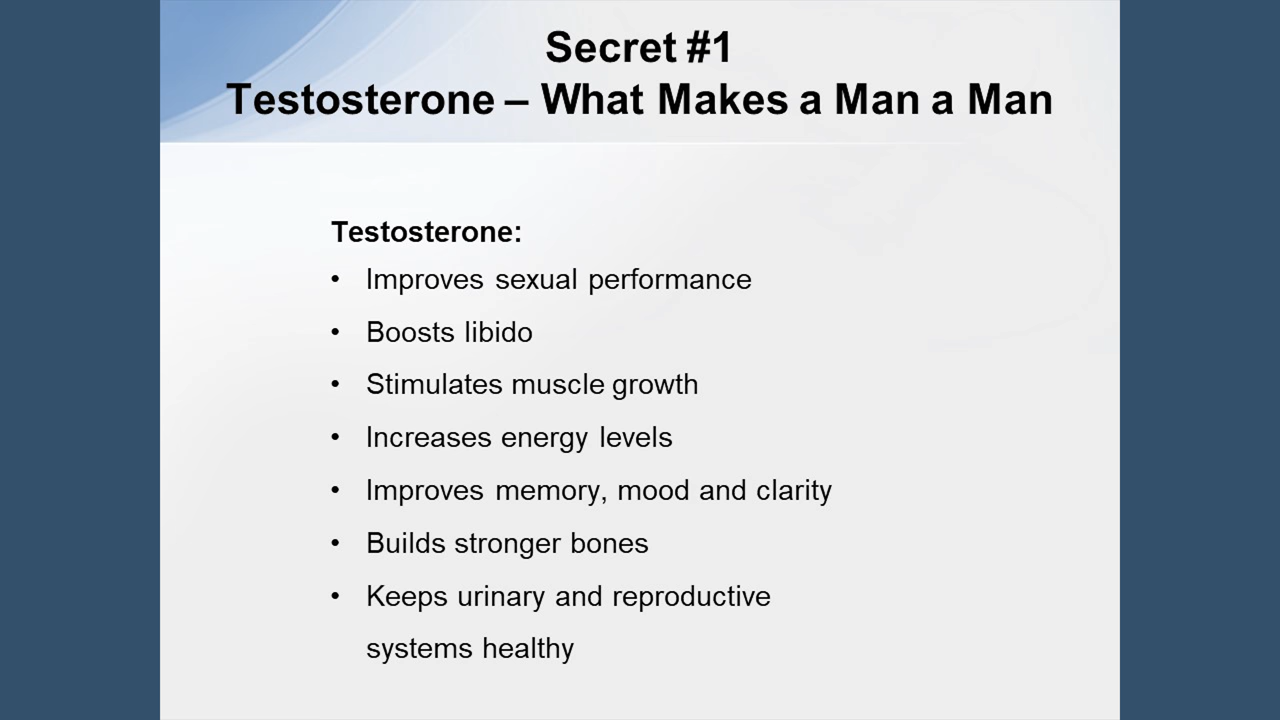 Secret #1
Testosterone – What Makes a Man a Man
Testosterone:
• Improves sexual performance
• Boosts libido
• Stimulates muscle growth
• Increases energy levels
• Improves memory, mood and clarity
• Builds stronger bones
• Keeps urinary and reproductive
systems healthy